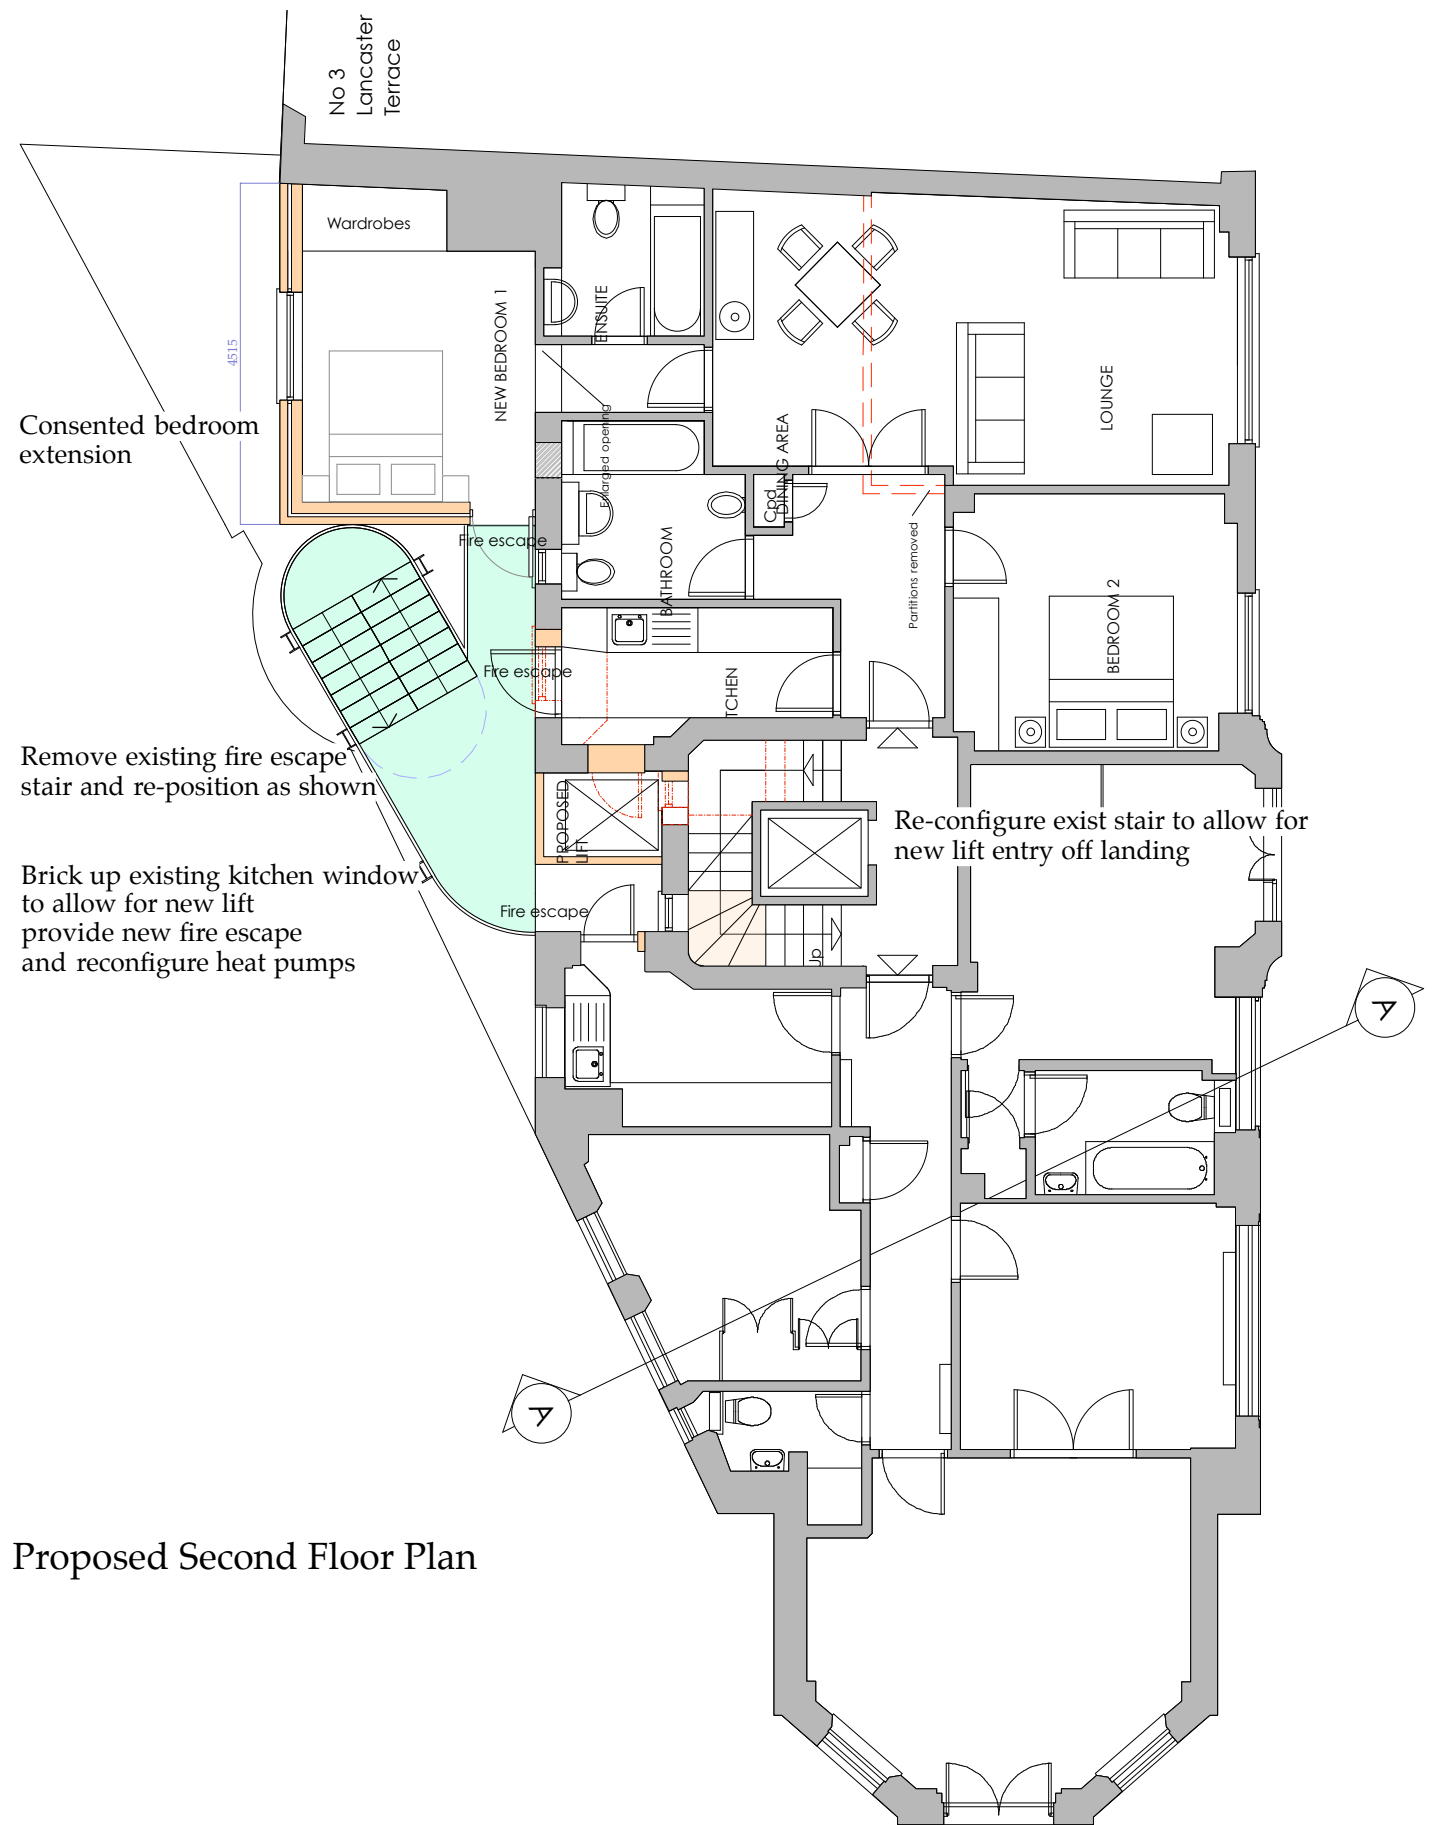 No 3
Lancaster
Terrace
Wardrobes
NEW BEDROOM 1
ENSUITE
4515
LOUNGE
DINING AREA
Cpd
Enlarged opening
Consented bedroom
extension
Fire escape
BATHROOM
Partitions removed
BEDROOM 2
Fire escape
TCHEN
Remove existing fire escape
stair and re-position as shown
PROPOSED
LIFT
Re-configure exist stair to allow for
new lift entry off landing
Brick up existing kitchen window
to allow for new lift
provide new fire escape
and reconfigure heat pumps
Fire escape
Up
A
A
Proposed Second Floor Plan